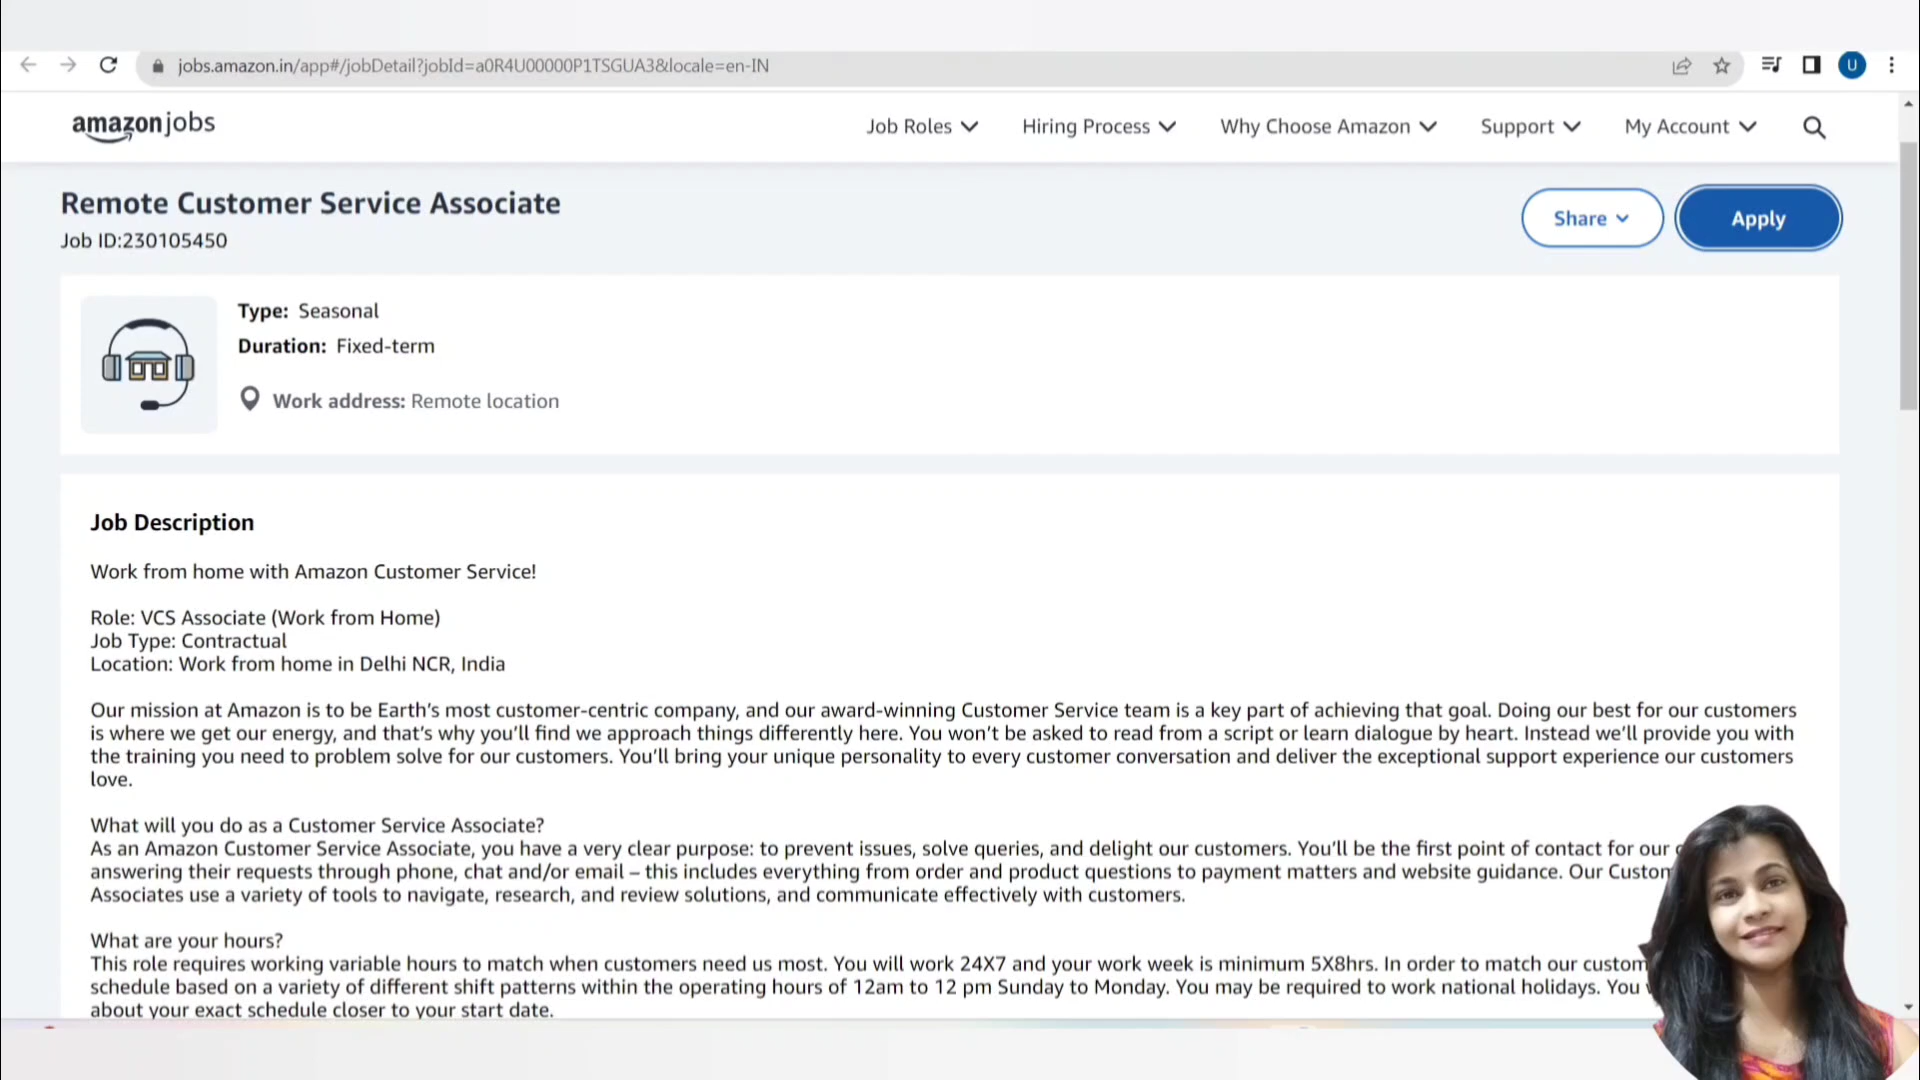 jobs.amazon.in/app#/jobDetail?jobId=a0R4U00000P1TSGUA3&locale=en-IN
U
amazon jobs
Job Roles
Hiring Process
Why Choose Amazon
Support
My Account
Remote Customer Service Associate
Job ID:230105450
Share
Apply
Type: Seasonal
Duration: Fixed-term
Work address: Remote location
Job Description
Work from home with Amazon Customer Service!
Role: VCS Associate (Work from Home)
Job Type: Contractual
Location: Work from home in Delhi NCR, India
Our mission at Amazon is to be Earth’s most customer-centric company, and our award-winning Customer Service team is a key part of achieving that goal. Doing our best for our customers
is where we get our energy, and that’s why you’ll find we approach things differently here. You won’t be asked to read from a script or learn dialogue by heart. Instead we’ll provide you with
the training you need to problem solve for our customers. You’ll bring your unique personality to every customer conversation and deliver the exceptional support experience our customers
love.
What will you do as a Customer Service Associate?
As an Amazon Customer Service Associate, you have a very clear purpose: to prevent issues, solve queries, and delight our customers. You’ll be the first point of contact for our
answering their requests through phone, chat and/or email – this includes everything from order and product questions to payment matters and website guidance. Our Custom
Associates use a variety of tools to navigate, research, and review solutions, and communicate effectively with customers.
What are your hours?
This role requires working variable hours to match when customers need us most. You will work 24X7 and your work week is minimum 5X8hrs. In order to match our custom
schedule based on a variety of different shift patterns within the operating hours of 12am to 12 pm Sunday to Monday. You may be required to work national holidays. You
about your exact schedule closer to your start date.